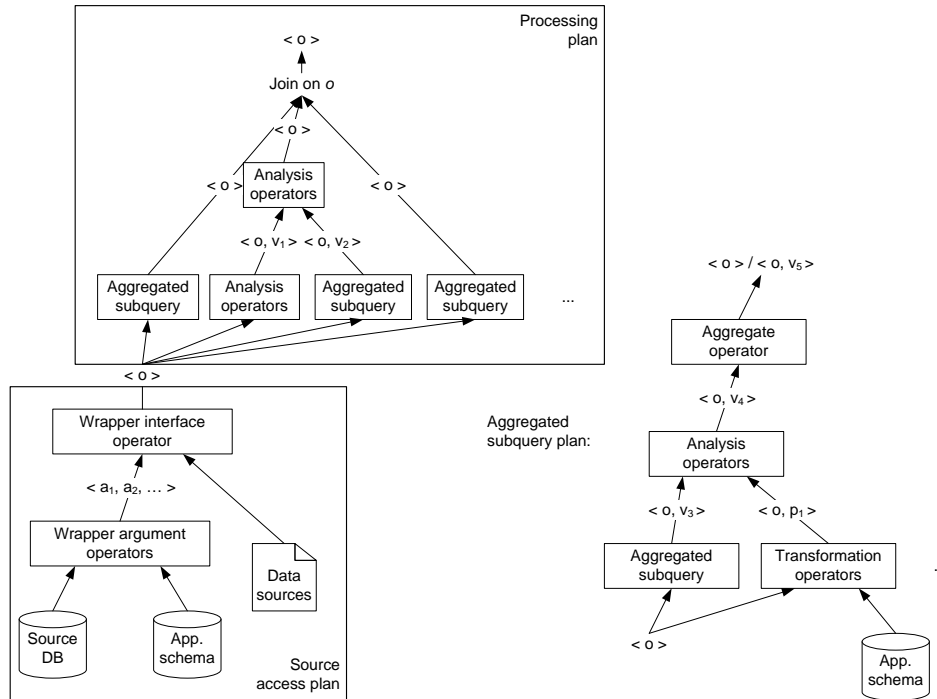 Processing
plan
< o >
Join on o
< o >
< o >
Analysis
operators
< o >
< o, v1 >
< o, v2 >
Aggregated
subquery
Analysis
operators
Aggregated
subquery
Aggregated
subquery
...
< o >
Wrapper interface
operator
< a1, a2, … >
Wrapper argument
operators
Data
sources
Source
DB
App.
schema
Source
access plan
< o > / < o, v5 >
Aggregate
operator
< o, v4 >
Aggregated
subquery plan:
Analysis
operators
< o, v3 >
< o, p1 >
Aggregated
subquery
Transformation
operators
< o >
App.
schema